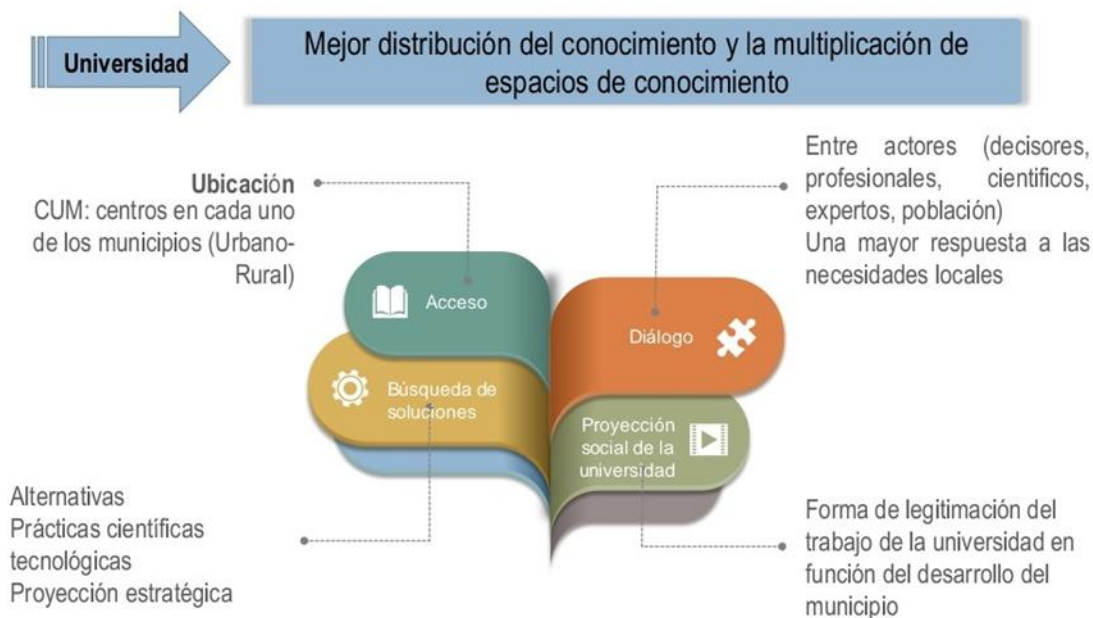 Universidad
Mejor distribución del conocimiento y la multiplicación de
espacios de conocimiento
Ubicación
CUM: centros en cada uno
de los municipios (Urbano-
Rural)
Entre actores (decisores,
profesionales, cientificos,
expertos, población)
Una mayor respuesta a las
necesidades locales
Acceso
Diálogo
Búsqueda de
soluciones
Proyección
social de la
universidad
Alternativas
Prácticas científicas
tecnológicas
Proyección estratégica
Forma de legitimación del
trabajo de la universidad en
función del desarrollo del
municipio